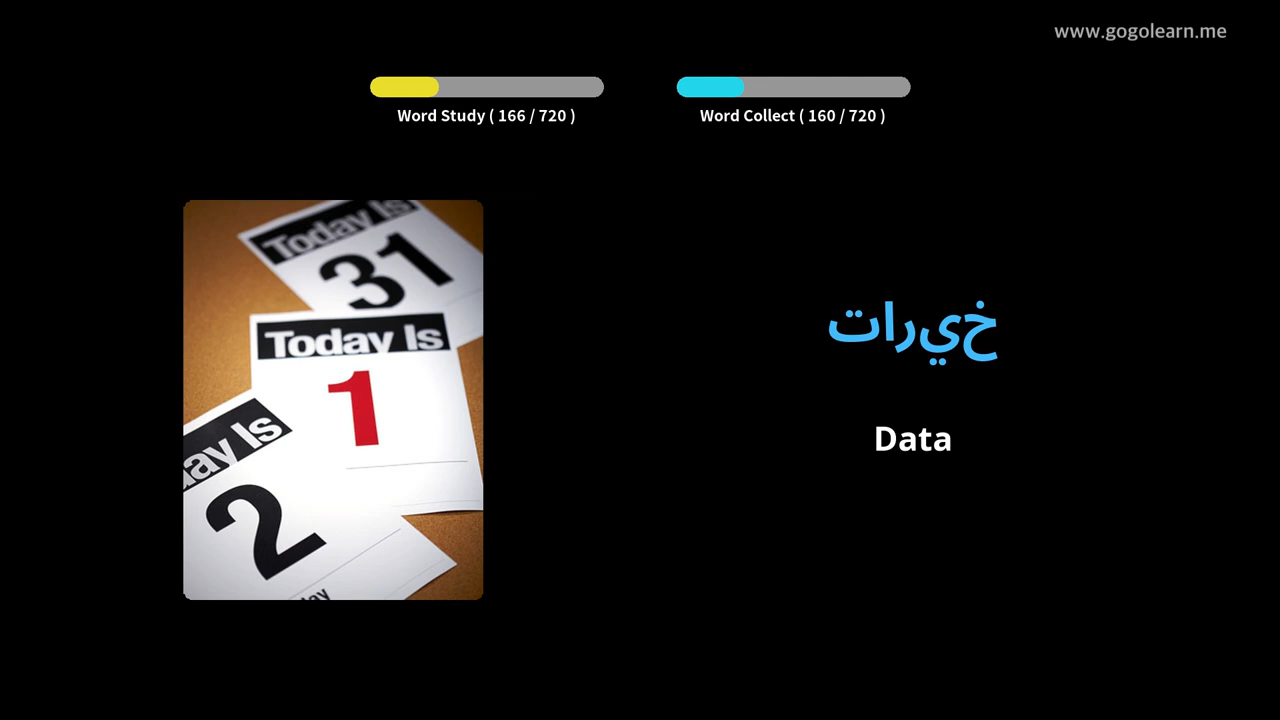 www.gogolearn.me
Word Study ( 166 / 720 )
Word Collect ( 160 / 720 )
Today Is
31
Today Is
1
ay Is
2
خيرات
Data